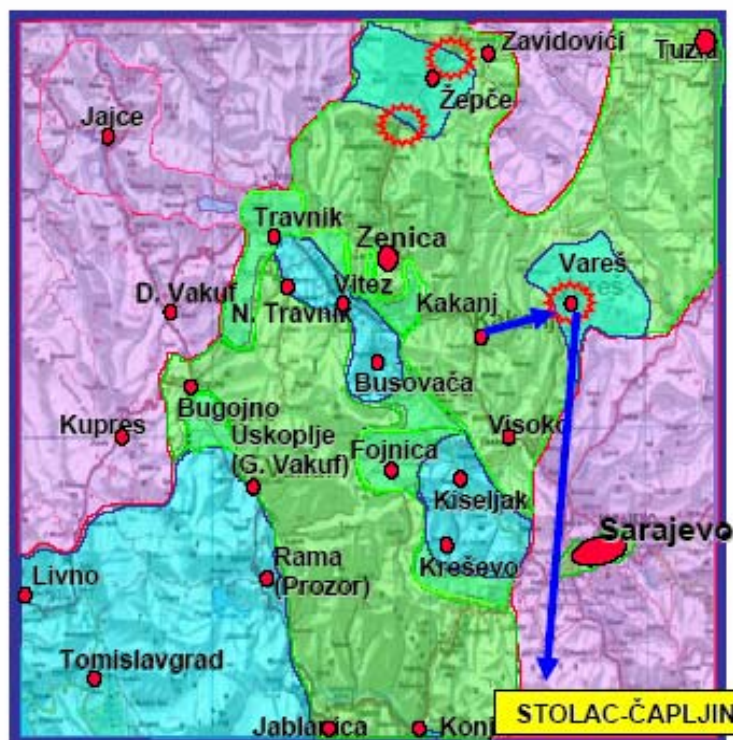 Zavidovići
Tuzla
Žepče
Jajce
Travnik
Zenica
Vareš
D. Vakuf
N. Travnik
Vitez
Kakanj
Busovača
Bugojno
Kupres
Uskoplje
(G. Vakuf)
Fojnica
Visoko
Kiseljak
Sarajevo
Kreševo
Rama
(Prozor)
Livno
Tomislavgrad
STOLAC-ČAPLJIN
Jablanica
Konj